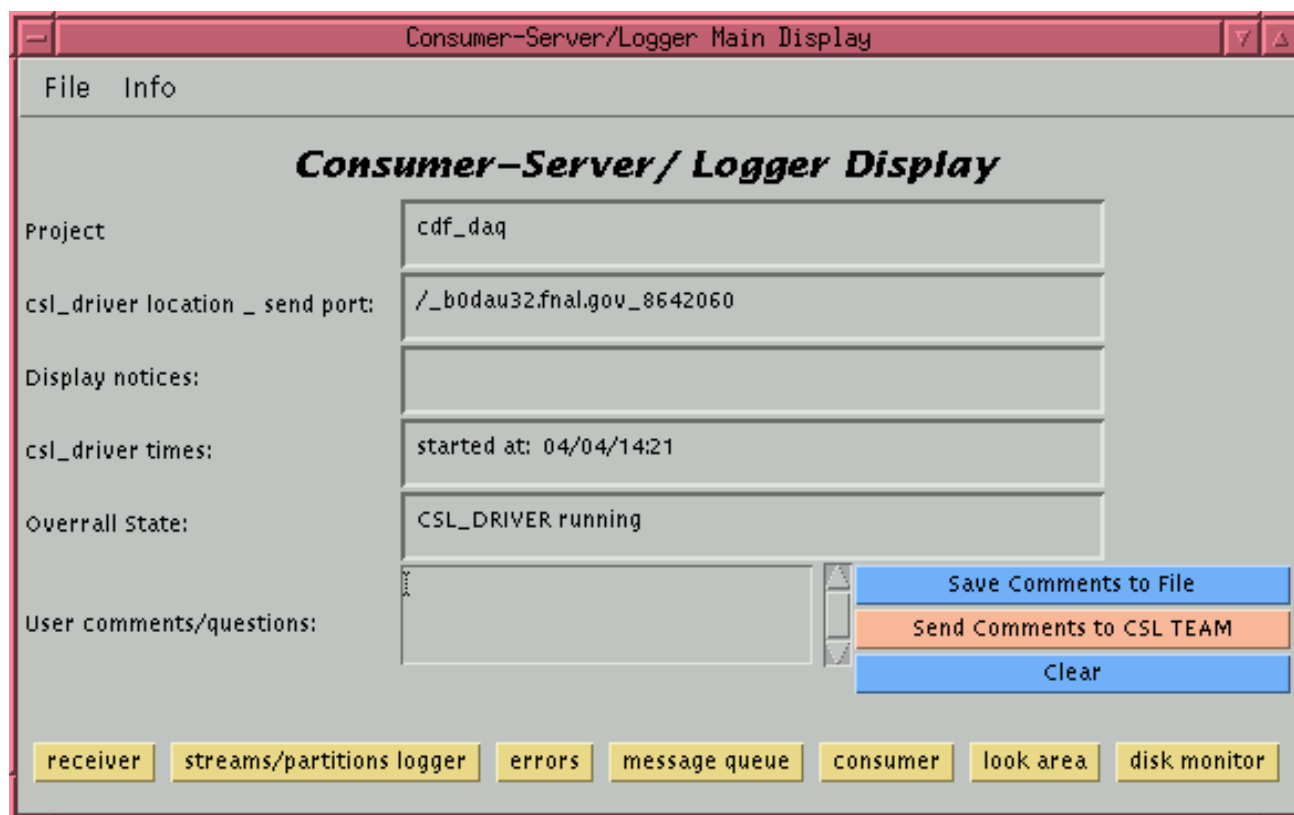 Consumer-Server/Logger Main Display
File Info
Consumer-Server/ Logger Display
Project cdf_daq
csl_driver location _ send port: /_b0dau32.fnal.gov_8642060
Display notices:
csl_driver times: started at: 04/04/14:21
Overrall State: CSL_DRIVER running
User comments/questions:
Save Comments to File
Send Comments to CSL TEAM
Clear
receiver streams/partitions logger errors message queue consumer look area disk monitor